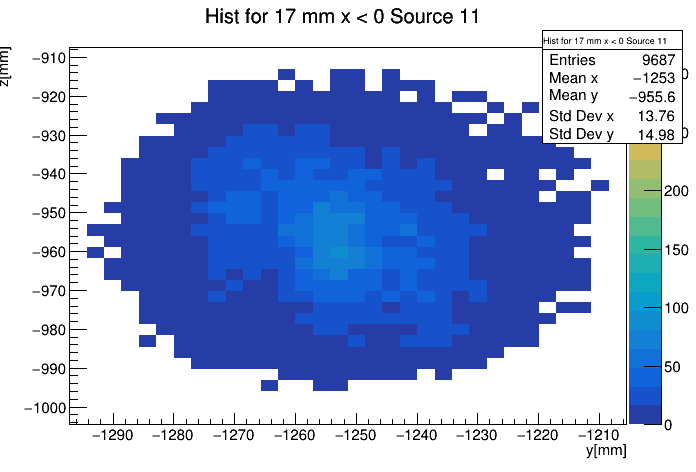 Hist for 17 mm x < 0 Source 11
z[mm]
Hist for 17 mm x < 0 Source 11
Entries 9687
Mean x −1253
Mean y −955.6
Std Dev x 13.76
Std Dev y 14.98
−910
−920
−930
−940
−950
−960
−970
−980
−990
−1000
−1290 −1280 −1270 −1260 −1250 −1240 −1230 −1220 −1210
y[mm]
200
150
100
50
0